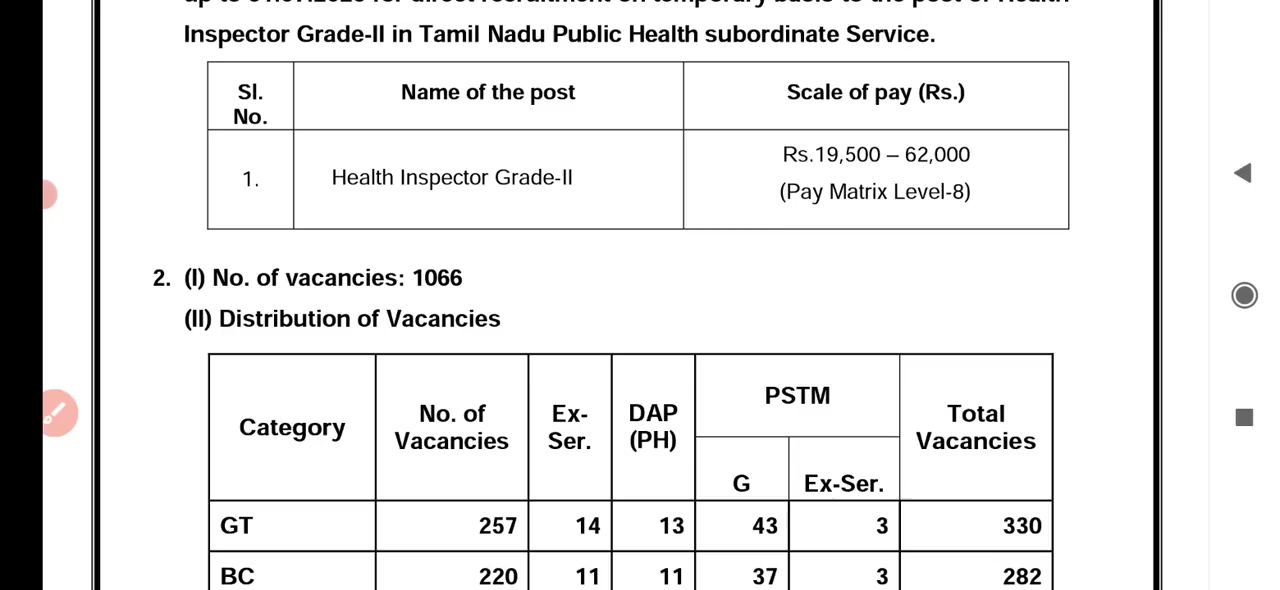 Inspector Grade-II in Tamil Nadu Public Health subordinate Service.
Sl. No. Name of the post Scale of pay (Rs.)
1. Health Inspector Grade-II Rs.19,500 – 62,000
(Pay Matrix Level-8)
2. (I) No. of vacancies: 1066
(II) Distribution of Vacancies
Category No. of Vacancies Ex-Ser. DAP (PH) PSTM Total Vacancies
G Ex-Ser.
GT 257 14 13 43 3 330
BC 220 11 11 37 3 282